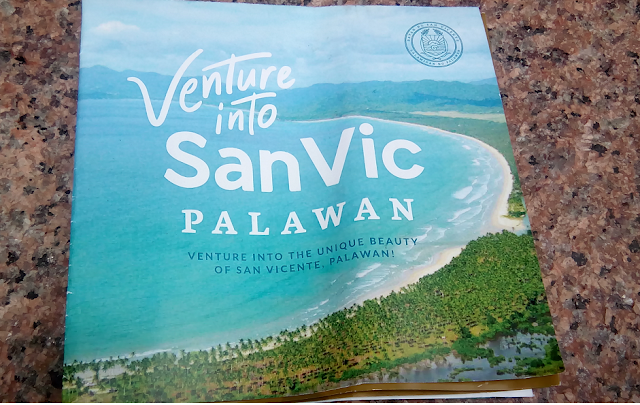 Venture
into
SanVic
PALAWAN
VENTURE INTO THE UNIQUE BEAUTY
OF SAN VICENTE, PALAWAN!